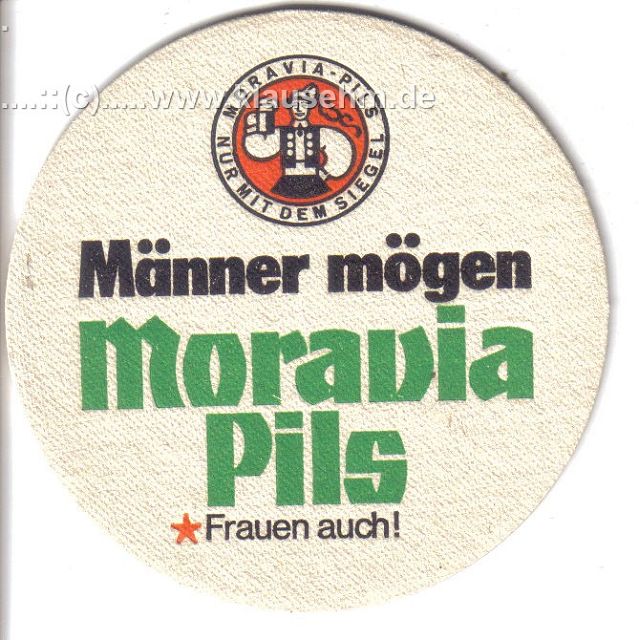 MORAVIA-PILS
NUR MIT DEM SIEGEL
.....::(c).....www.klausehm.de
Männer mögen
Moravia
Pils
*Frauen auch!